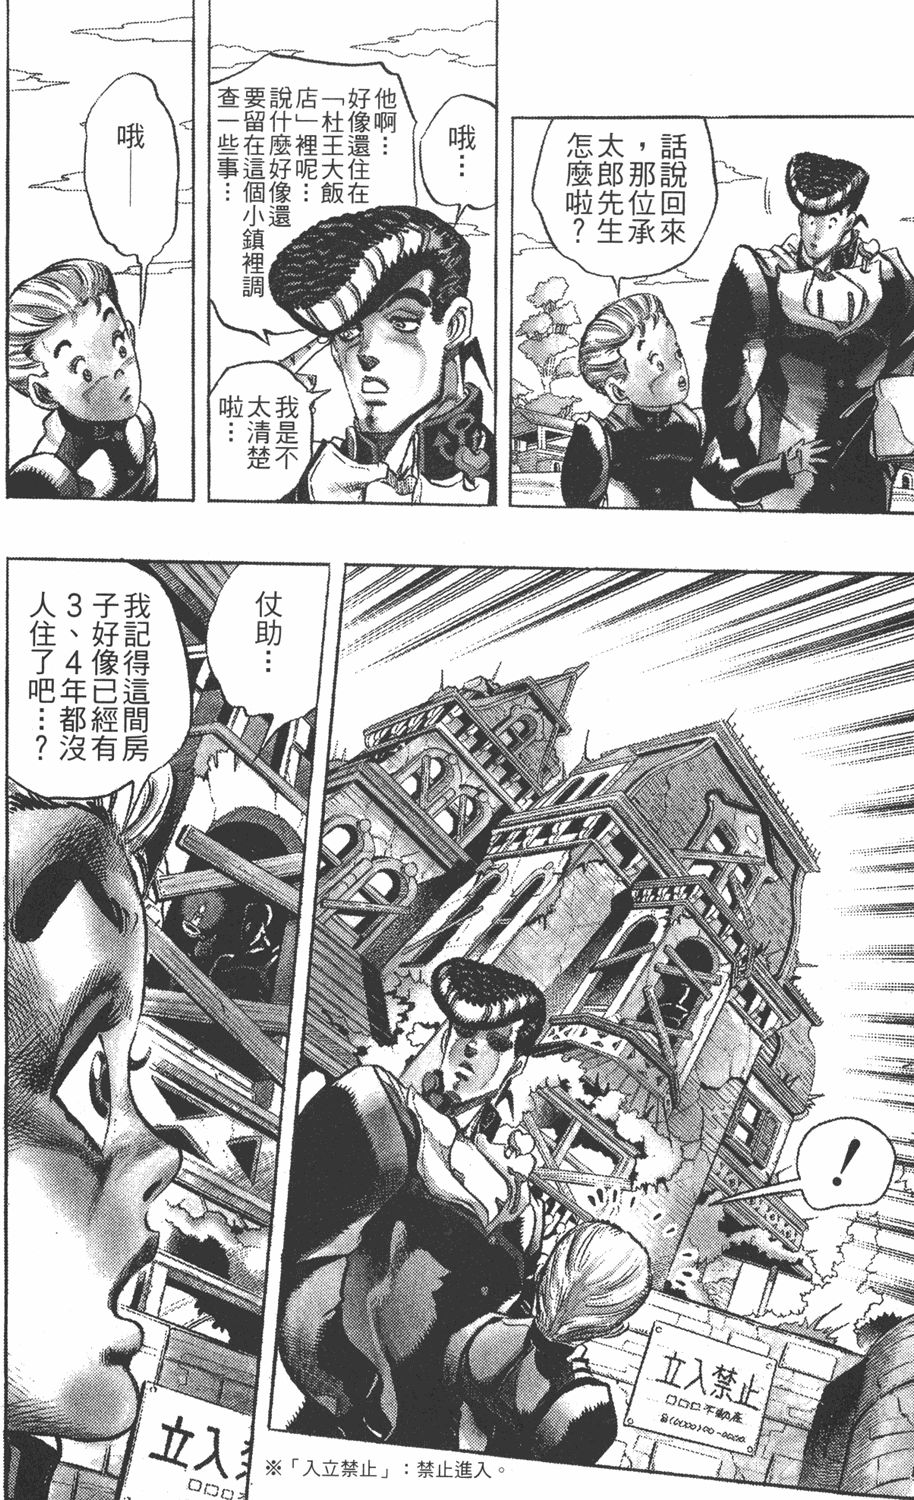 話說回來
，那位承
太郎先生
怎麼啦？
哦…
他啊…
好像還住在
「杜王大飯
店」裡呢…
說什麼好像還
要留在這個小鎮裡調
查一些事…
我是不
太清楚
啦…
哦—
！
立入禁止
□□□不動産
☎(0000)00-0000
※「入立禁止」：禁止進入。
仗助…
我記得這間房
子好像已經有
3、4年都沒
人住了吧…？
立入禁
□□□